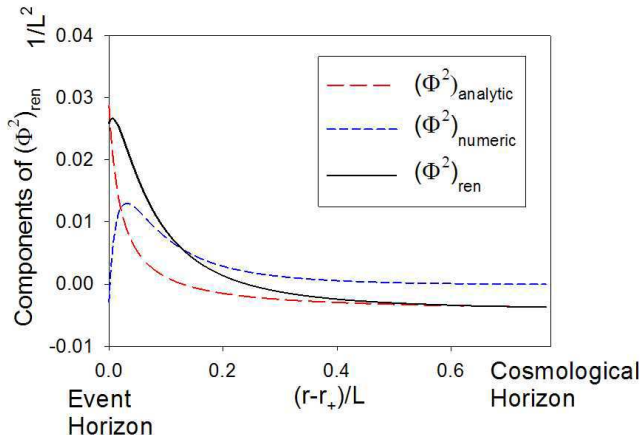 1/L²
Components of (Φ²)ren
0.04
0.03
0.02
0.01
0.00
-0.01
(Φ²)analytic
(Φ²)numeric
(Φ²)ren
0.0 0.2 0.4 0.6
Event
Horizon
(r-r₊)/L
Cosmological
Horizon